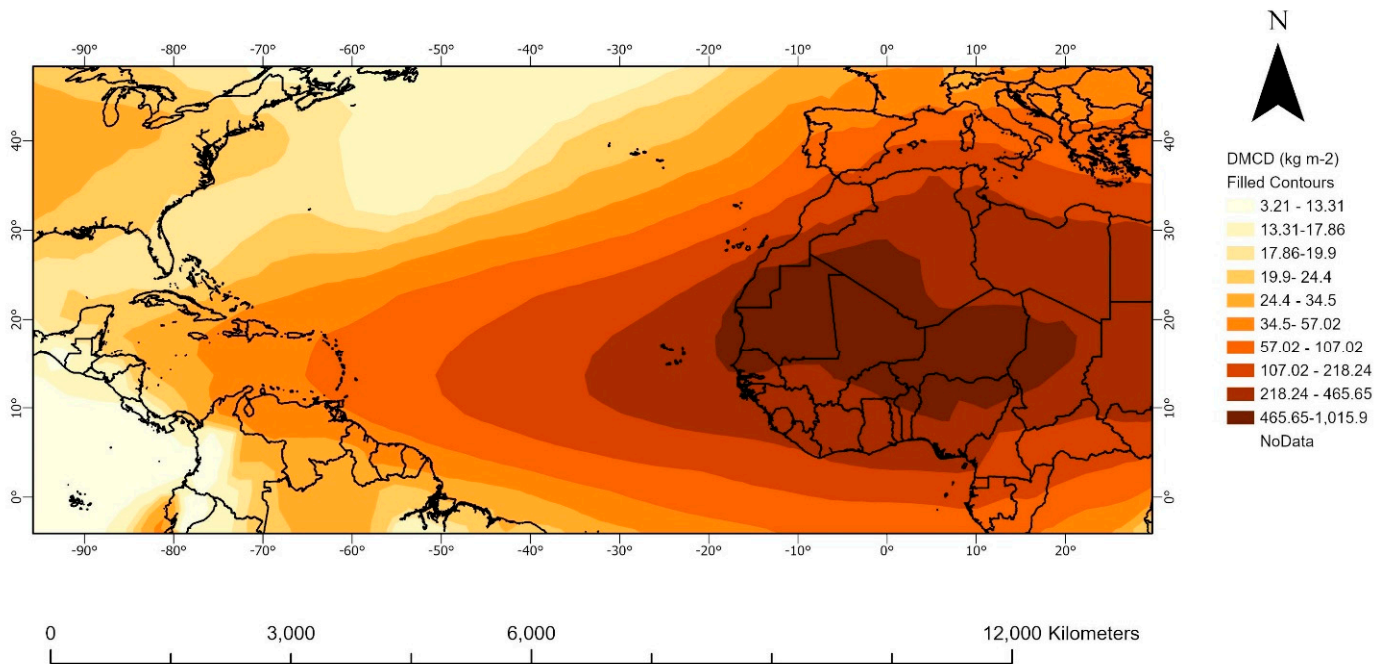 N
-90° -80° -70° -60° -50° -40° -30° -20° -10° 0° 10° 20°
40° 40°
30° 30°
20° 20°
10° 10°
0° 0°
-90° -80° -70° -60° -50° -40° -30° -20° -10° 0° 10° 20°
DMCD (kg m-2)
Filled Contours
3.21 - 13.31
13.31-17.86
17.86-19.9
19.9- 24.4
24.4 - 34.5
34.5- 57.02
57.02 - 107.02
107.02 - 218.24
218.24 - 465.65
465.65-1,015.9
NoData
0 3,000 6,000 12,000 Kilometers